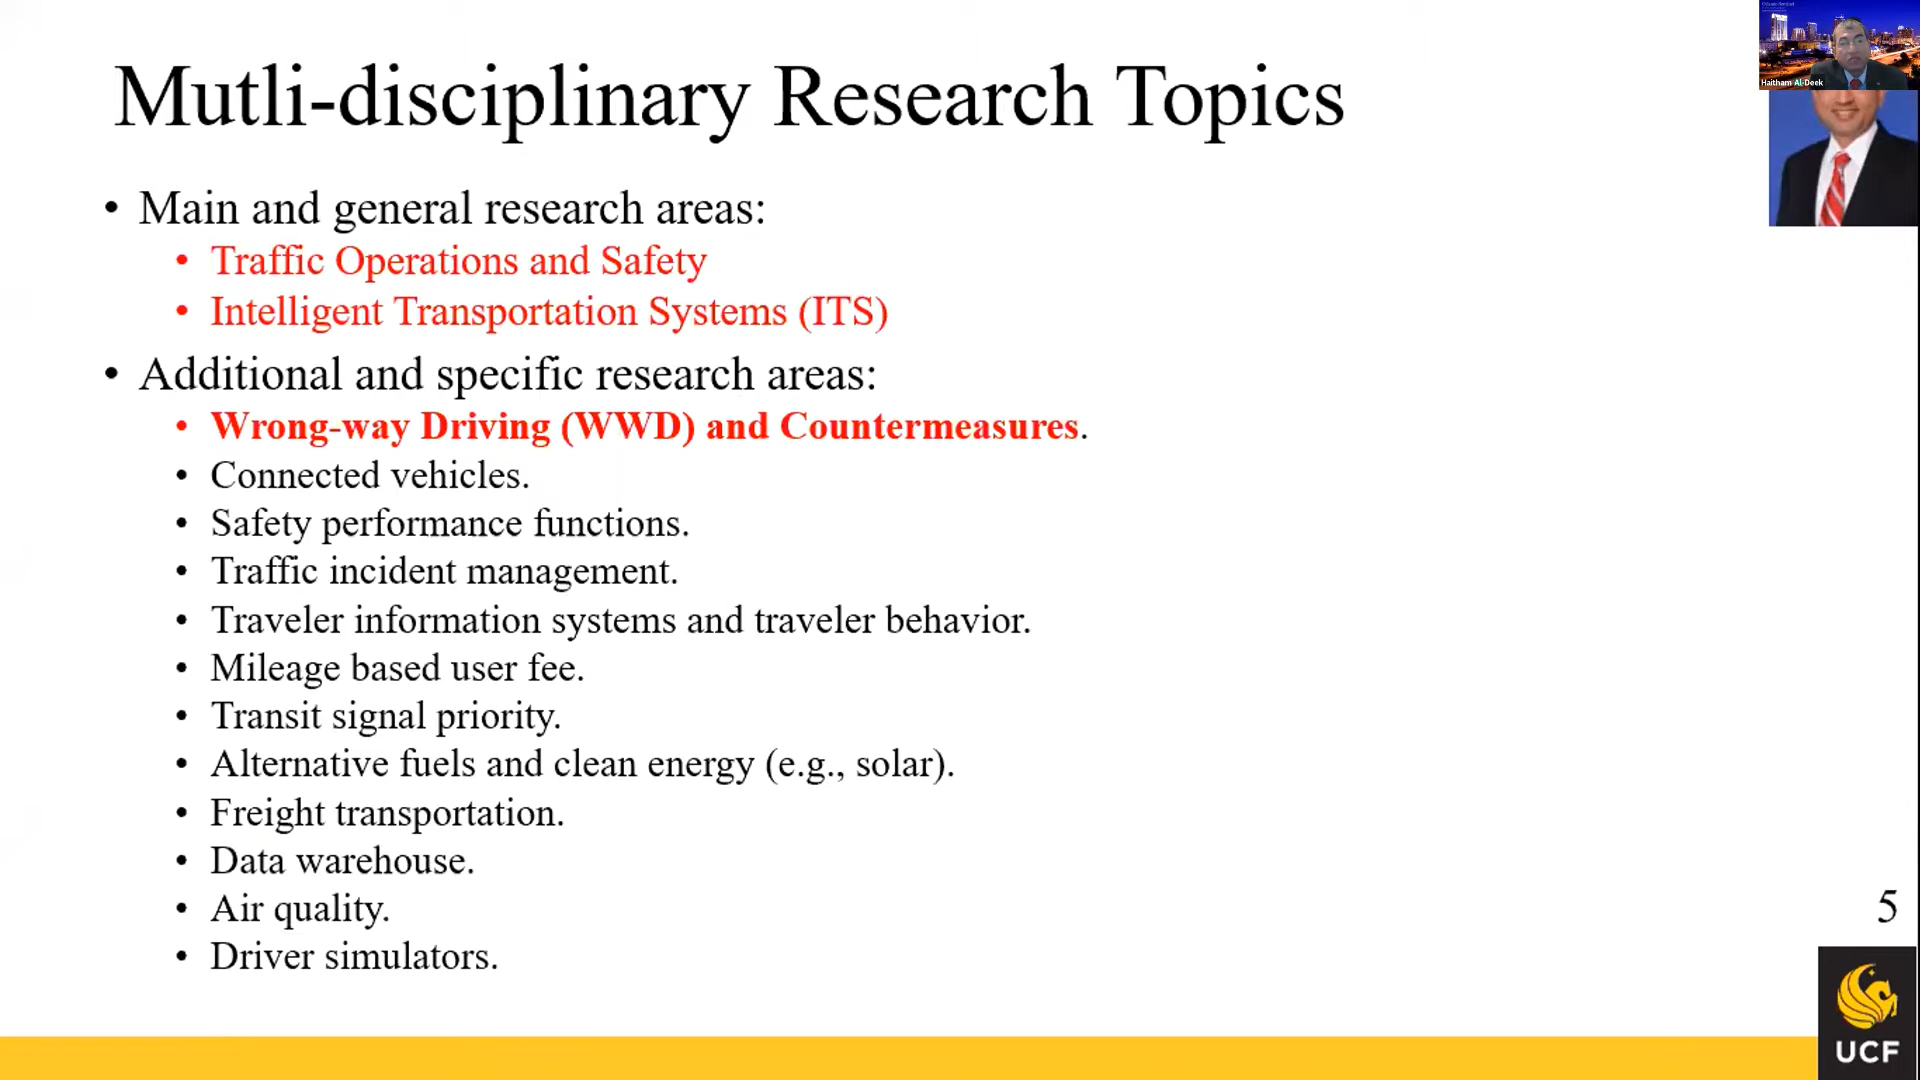 Mutli-disciplinary Research Topics
• Main and general research areas:
• Traffic Operations and Safety
• Intelligent Transportation Systems (ITS)
• Additional and specific research areas:
• Wrong-way Driving (WWD) and Countermeasures.
• Connected vehicles.
• Safety performance functions.
• Traffic incident management.
• Traveler information systems and traveler behavior.
• Mileage based user fee.
• Transit signal priority.
• Alternative fuels and clean energy (e.g., solar).
• Freight transportation.
• Data warehouse.
• Air quality.
• Driver simulators.
Haitham Al-Deek
5
UCF